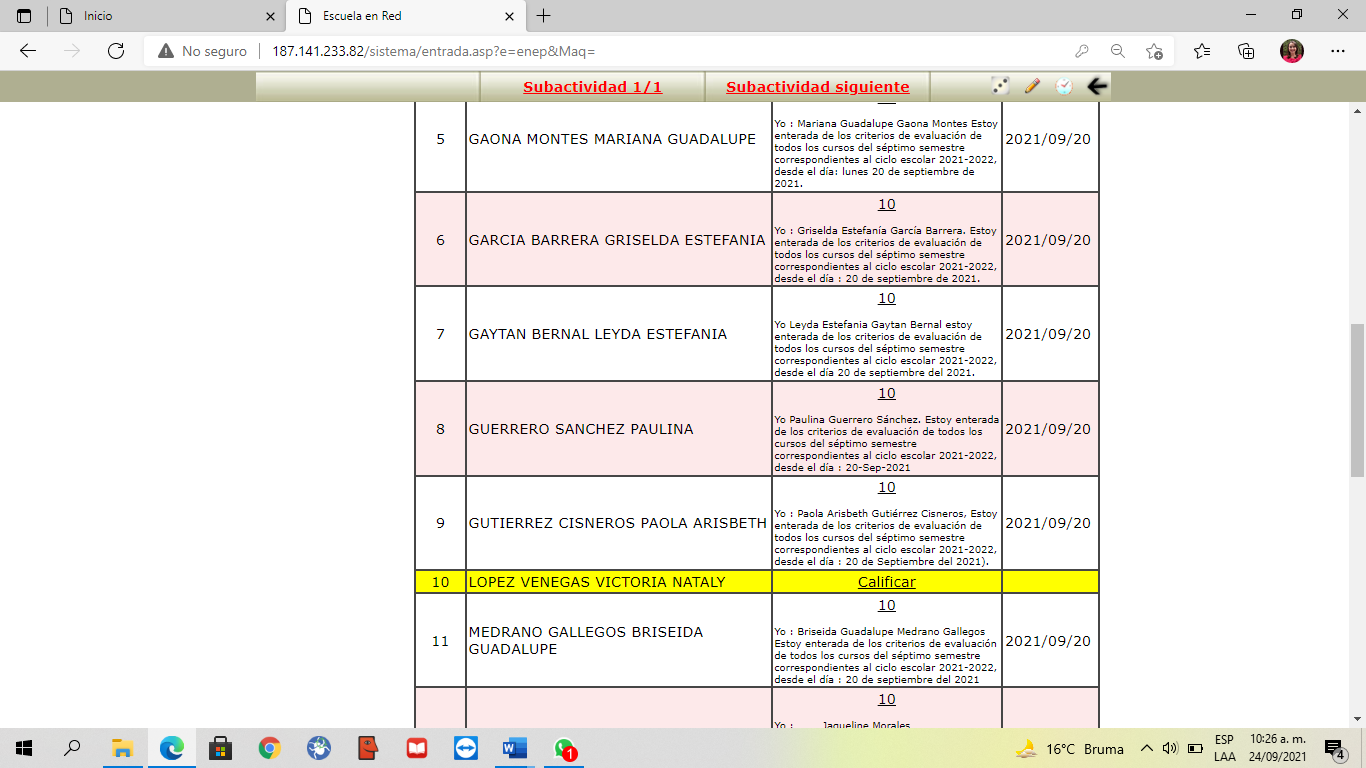 Inicio
Escuela en Red
No seguro
187.141.233.82/sistema/entrada.asp?e=enep&Maq=
Subactividad 1/1
Subactividad siguiente
5
GAONA MONTES MARIANA GUADALUPE
Yo : Mariana Guadalupe Gaona Montes Estoy
enterada de los criterios de evaluación de
todos los cursos del séptimo semestre
correspondientes al ciclo escolar 2021-2022,
desde el día: lunes 20 de septiembre de
2021.
2021/09/20
6
GARCIA BARRERA GRISELDA ESTEFANIA
10
Yo : Griselda Estefanía García Barrera. Estoy
enterada de los criterios de evaluación de
todos los cursos del séptimo semestre
correspondientes al ciclo escolar 2021-2022,
desde el día : 20 de septiembre de 2021.
2021/09/20
7
GAYTAN BERNAL LEYDA ESTEFANIA
10
Yo Leyda Estefania Gaytan Bernal estoy
enterada de los criterios de evaluación de
todos los cursos del séptimo semestre
correspondientes al ciclo escolar 2021-2022,
desde el día 20 de septiembre del 2021.
2021/09/20
8
GUERRERO SANCHEZ PAULINA
10
Yo Paulina Guerrero Sánchez. Estoy enterada
de los criterios de evaluación de todos los
cursos del séptimo semestre
correspondientes al ciclo escolar 2021-2022,
desde el día : 20-Sep-2021
2021/09/20
9
GUTIERREZ CISNEROS PAOLA ARISBETH
10
Yo : Paola Arisbeth Gutiérrez Cisneros, Estoy
enterada de los criterios de evaluación de
todos los cursos del séptimo semestre
correspondientes al ciclo escolar 2021-2022,
desde el día : 20 de Septiembre del 2021).
2021/09/20
10
LOPEZ VENEGAS VICTORIA NATALY
Calificar
11
MEDRANO GALLEGOS BRISEIDA
GUADALUPE
10
Yo : Briseida Guadalupe Medrano Gallegos
Estoy enterada de los criterios de evaluación
de todos los cursos del séptimo semestre
correspondientes al ciclo escolar 2021-2022,
desde el día : 20 de septiembre del 2021
2021/09/20
10
Yo : Jaqueline Morales
1
16°C Bruma
ESP
LAA
10:26 a. m.
24/09/2021
4